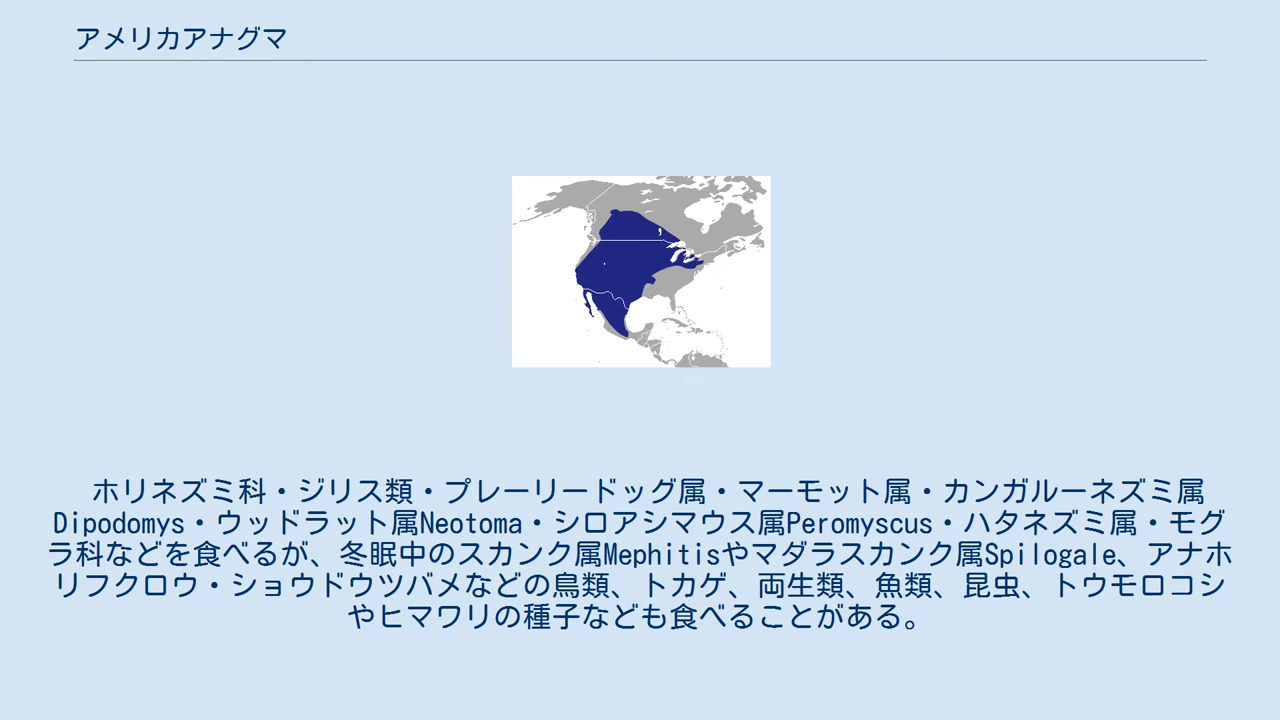 アメリカアナグマ
ホリネズミ科・ジリス類・プレーリードッグ属・マーモット属・カンガルーネズミ属
Dipodomys・ウッドラット属Neotoma・シロアシマウス属Peromyscus・ハタネズミ属・モグ
ラ科などを食べるが、冬眠中のスカンク属Mephitisやマダラスカンク属Spilogale、アナホ
リフクロウ・ショウドウツバメなどの鳥類、トカゲ、両生類、魚類、昆虫、トウモロコシ
やヒマワリの種子なども食べることがある。